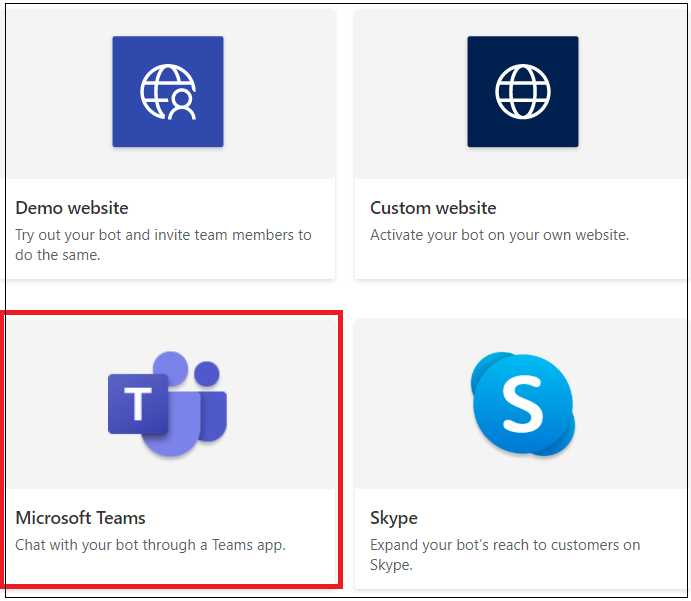 Demo website
Try out your bot and invite team members to
do the same.
Custom website
Activate your bot on your own website.
T
Microsoft Teams
Chat with your bot through a Teams app.
S
Skype
Expand your bot’s reach to customers on
Skype.